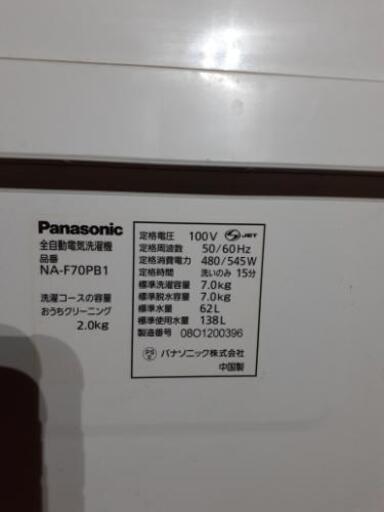 Panasonic
全自動電気洗濯機
品番
NA-F70PB1
洗濯コースの容量
おうちクリーニング
2.0kg
定格電圧 100V JET
定格周波数 50/60Hz
定格消費電力 480/545W
定格時間 洗いのみ 15分
標準洗濯容量 7.0kg
標準脱水容量 7.0kg
標準水量 62L
標準使用水量 138L
製造番号 08O1200396
PSE パナソニック株式会社
中国製